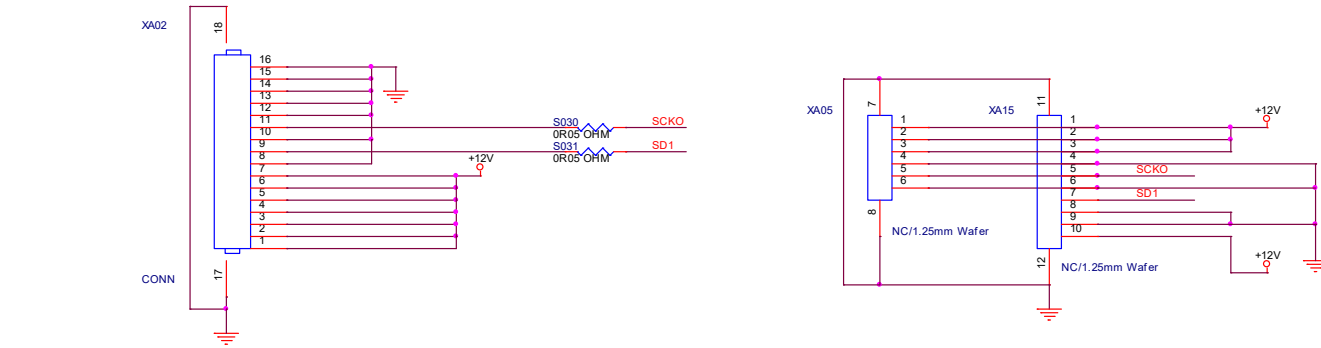 XA02
18
16
15
14
13
12
11
10
9
8
7
6
5
4
3
2
1
17
CONN
S030
0R05 OHM
SCKO
S031
0R05 OHM
SD1
+12V
XA05
7
1
2
3
4
5
6
8
NC/1.25mm Wafer
XA15
11
1
2
3
4
5
6
7
8
9
10
12
NC/1.25mm Wafer
+12V
SCKO
SD1
+12V